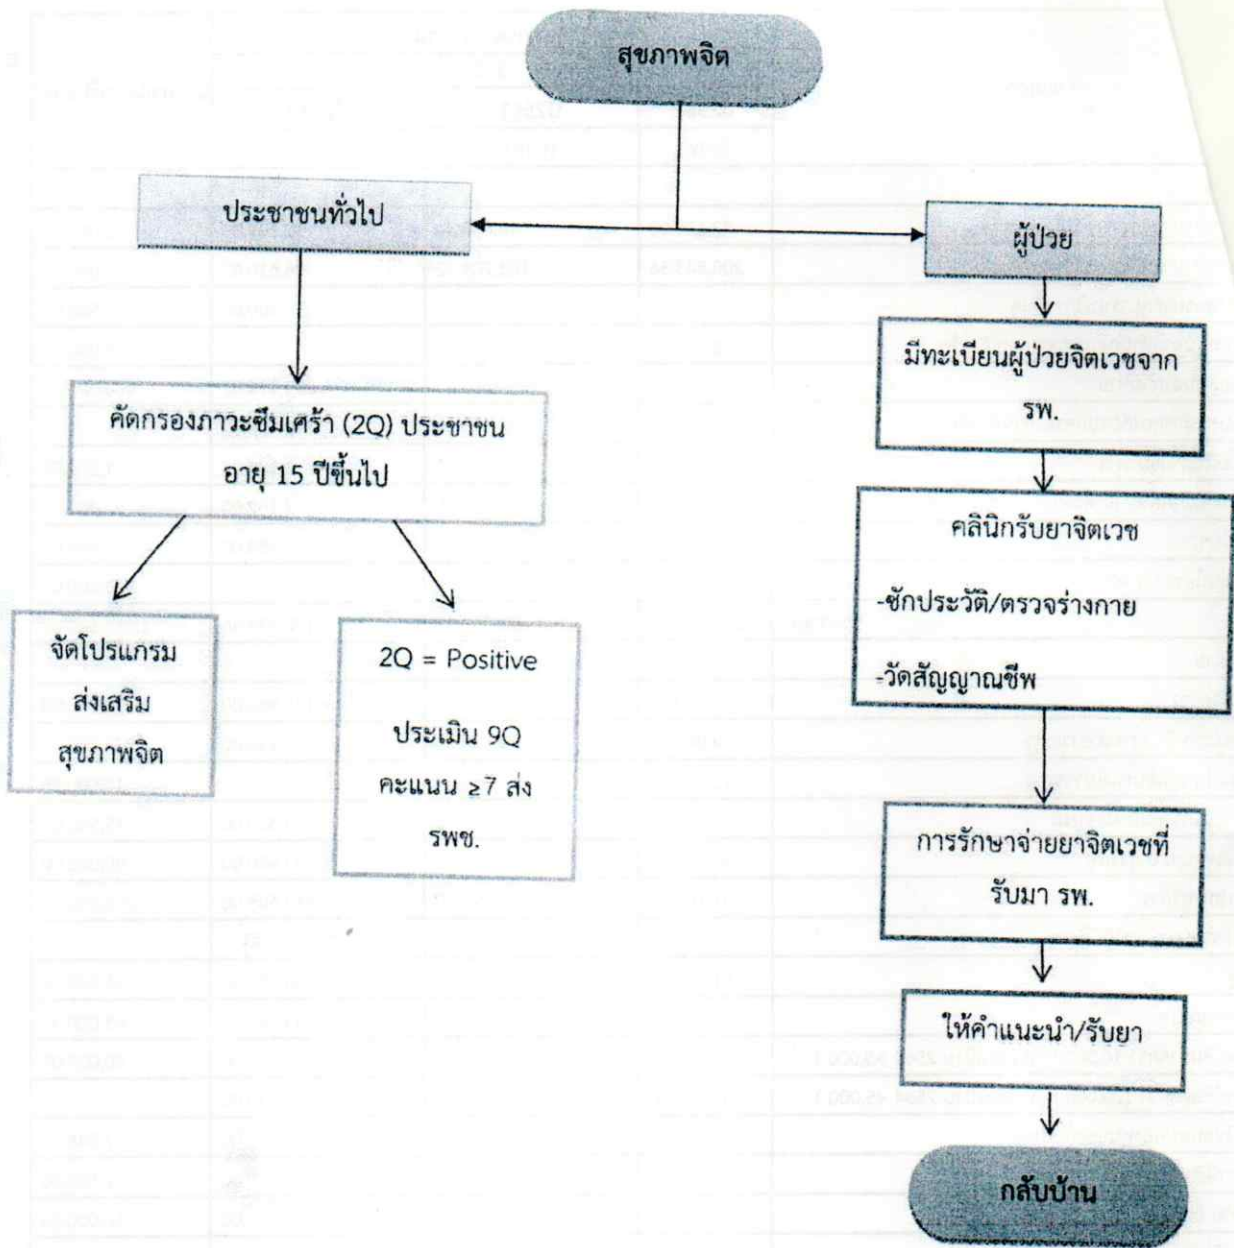 สุขภาพจิต
ประชาชนทั่วไป
ผู้ป่วย
คัดกรองภาวะซึมเศร้า (2Q) ประชาชน
อายุ 15 ปีขึ้นไป
จัดโปรแกรม
ส่งเสริม
สุขภาพจิต
2Q = Positive
ประเมิน 9Q
คะแนน ≥7 ส่ง
รพช.
มีทะเบียนผู้ป่วยจิตเวชจาก
รพ.
คลินิกรับยาจิตเวช
-ซักประวัติ/ตรวจร่างกาย
-วัดสัญญาณชีพ
การรักษาจ่ายยาจิตเวชที่
รับมา รพ.
ให้คำแนะนำ/รับยา
กลับบ้าน